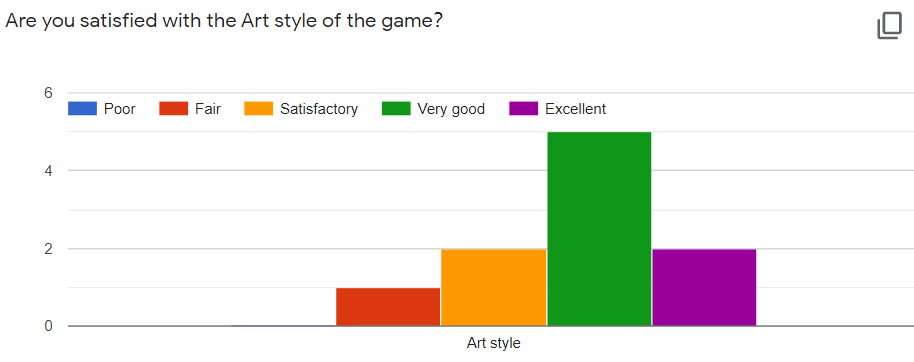 Are you satisfied with the Art style of the game?
6
Poor Fair Satisfactory Very good Excellent
4
2
0
Art style